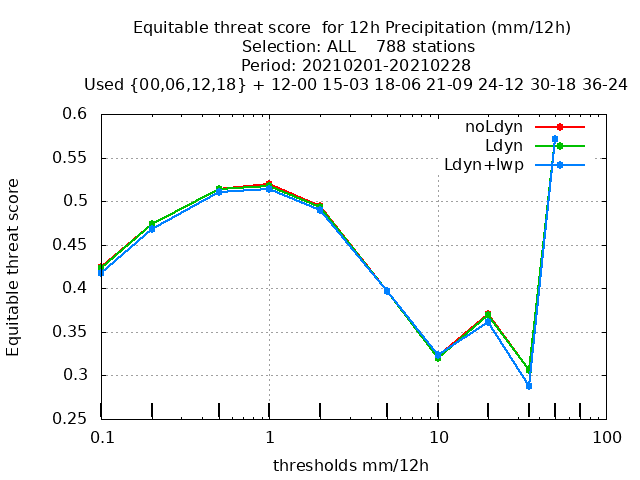 Equitable threat score  for 12h Precipitation (mm/12h)
Selection: ALL    788 stations
Period: 20210201-20210228
Used {00,06,12,18} + 12-00 15-03 18-06 21-09 24-12 30-18 36-24
noLdyn
Ldyn
Ldyn+lwp
Equitable threat score
0.6
0.55
0.5
0.45
0.4
0.35
0.3
0.25
0.1 1 10 100
thresholds mm/12h